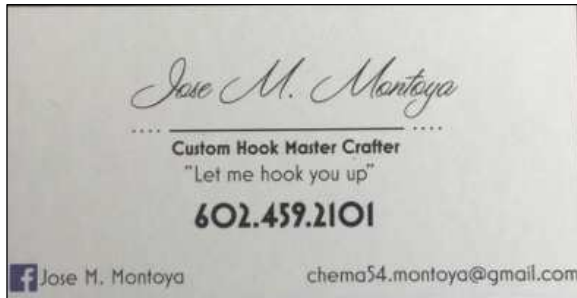 Jose M. Montoya
Custom Hook Master Crafter
"Let me hook you up"
602.459.2101
f Jose M. Montoya
chema54.montoya@gmail.com